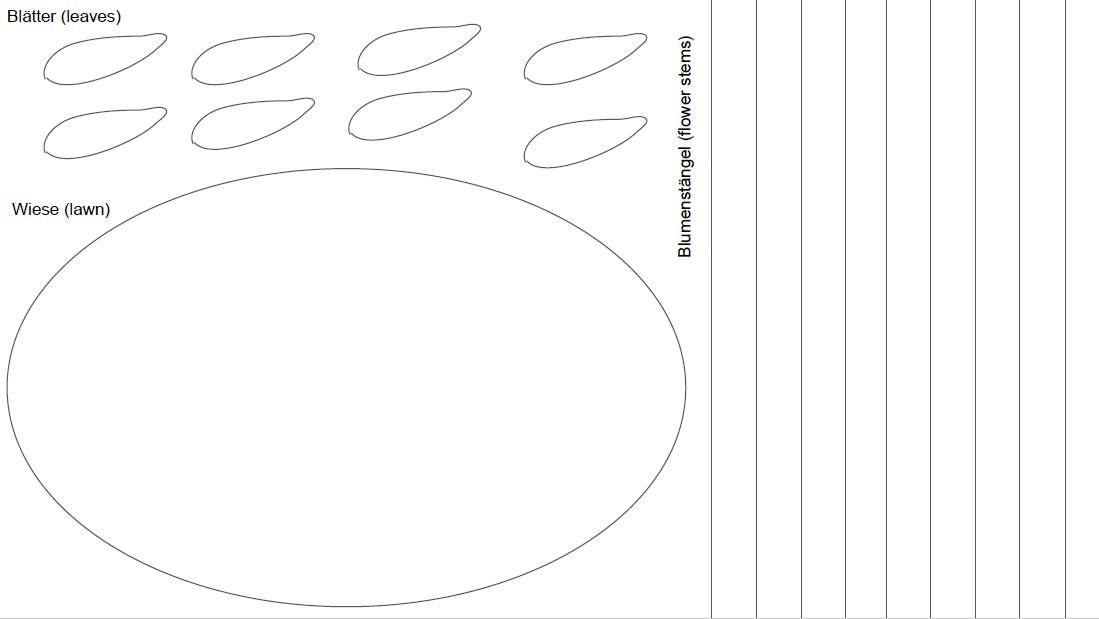 Blätter (leaves)
Wiese (lawn)
Blumenstängel (flower stems)